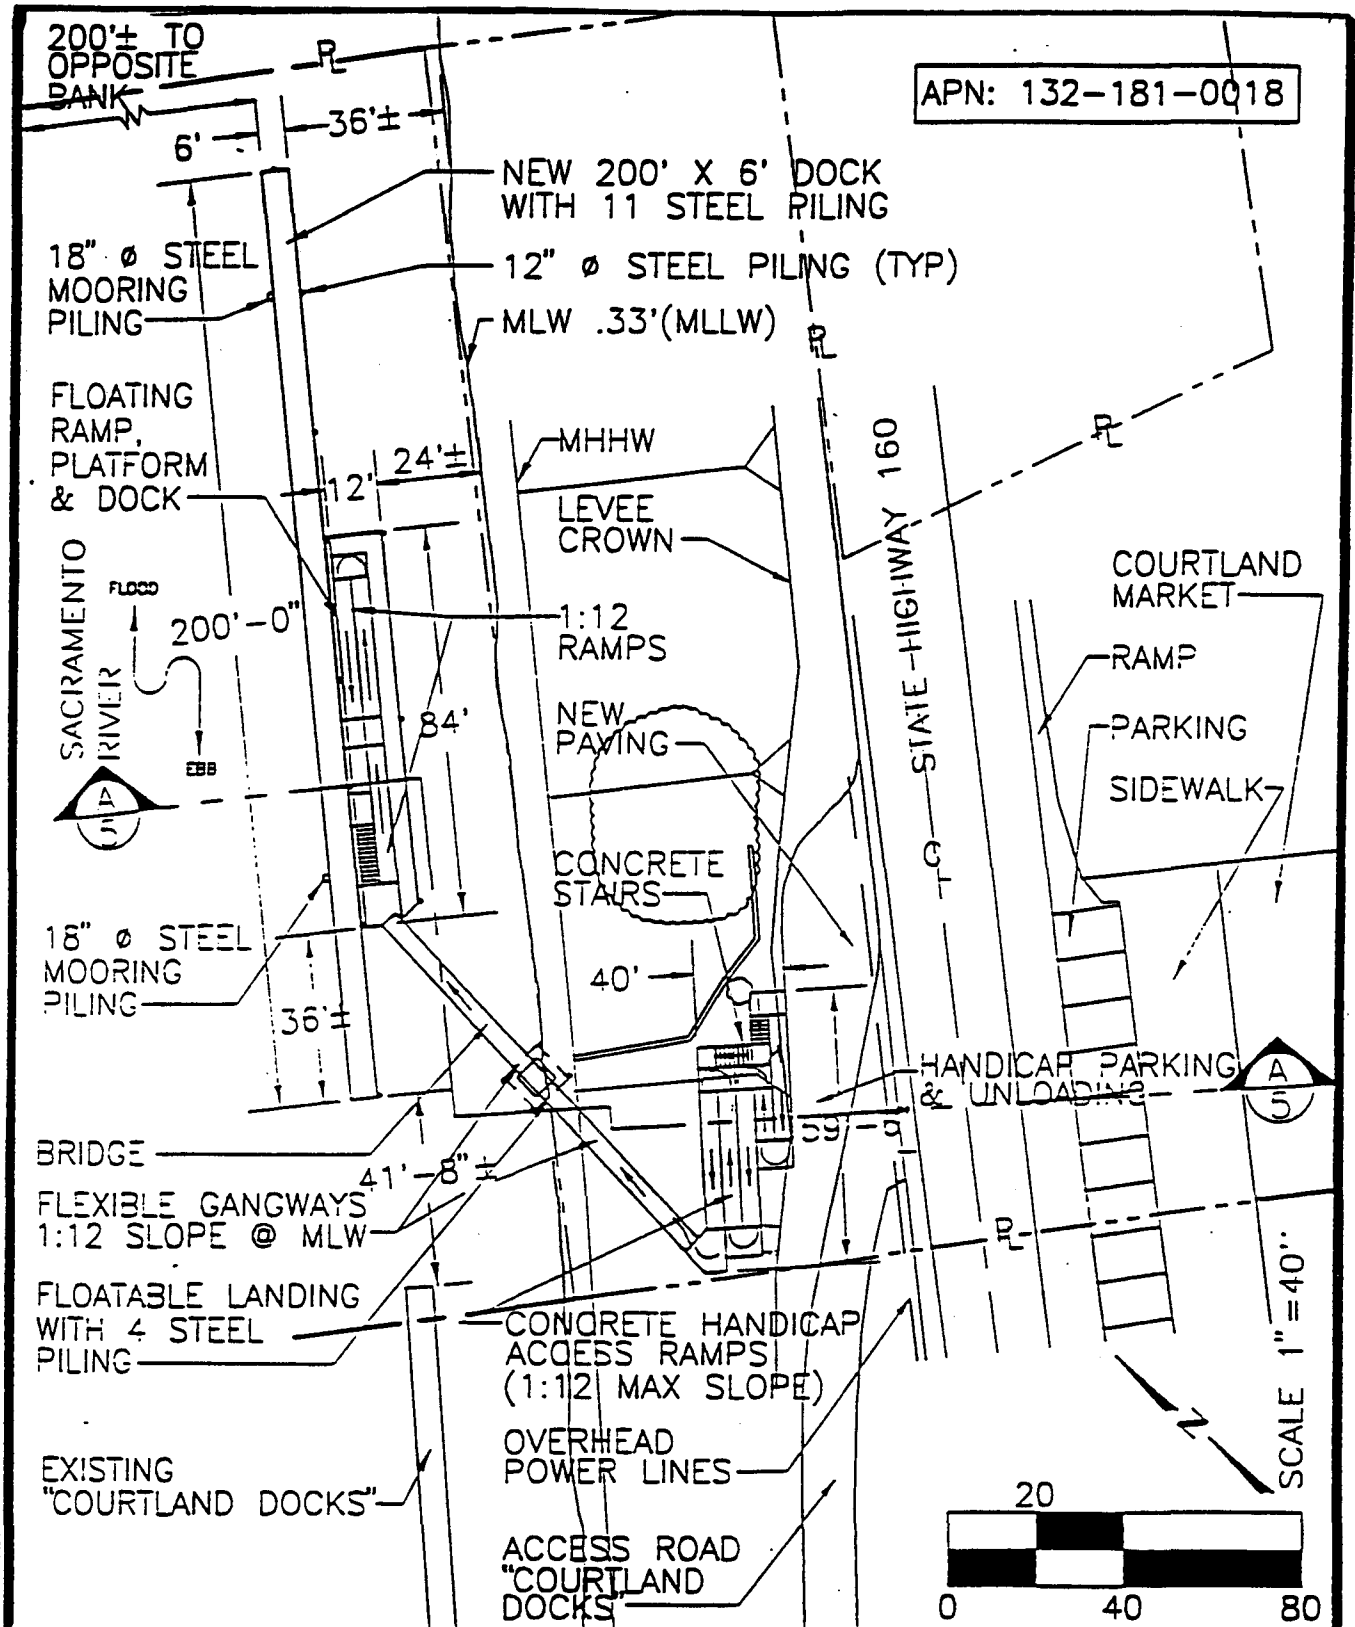 200'± TO
OPPOSITE
BANK
PL
APN: 132-181-0018
6'
36'±
NEW 200' X 6' DOCK
WITH 11 STEEL PILING
18" ø STEEL
MOORING
PILING
12" ø STEEL PILING (TYP)
MLW .33'(MLLW)
PL
FLOATING
RAMP,
PLATFORM
& DOCK
12'
24'±
MHHW
LEVEE
CROWN
PL
STATE HIGHWAY 160
COURTLAND
MARKET
SACRAMENTO
RIVER
FLOOD
EBB
200'-0"
1:12
RAMPS
RAMP
84'
NEW
PAVING
PARKING
SIDEWALK
A
5
CL
CONCRETE
STAIRS
18" ø STEEL
MOORING
PILING
40'
36'±
HANDICAP PARKING
& UNLOADING
A
5
BRIDGE
41'-8"±
FLEXIBLE GANGWAYS
1:12 SLOPE @ MLW
PL
FLOATABLE LANDING
WITH 4 STEEL
PILING
CONCRETE HANDICAP
ACCESS RAMPS
(1:12 MAX SLOPE)
OVERHEAD
POWER LINES
EXISTING
"COURTLAND DOCKS"
ACCESS ROAD
"COURTLAND
DOCKS"
N
SCALE 1"=40'
20
0 40 80